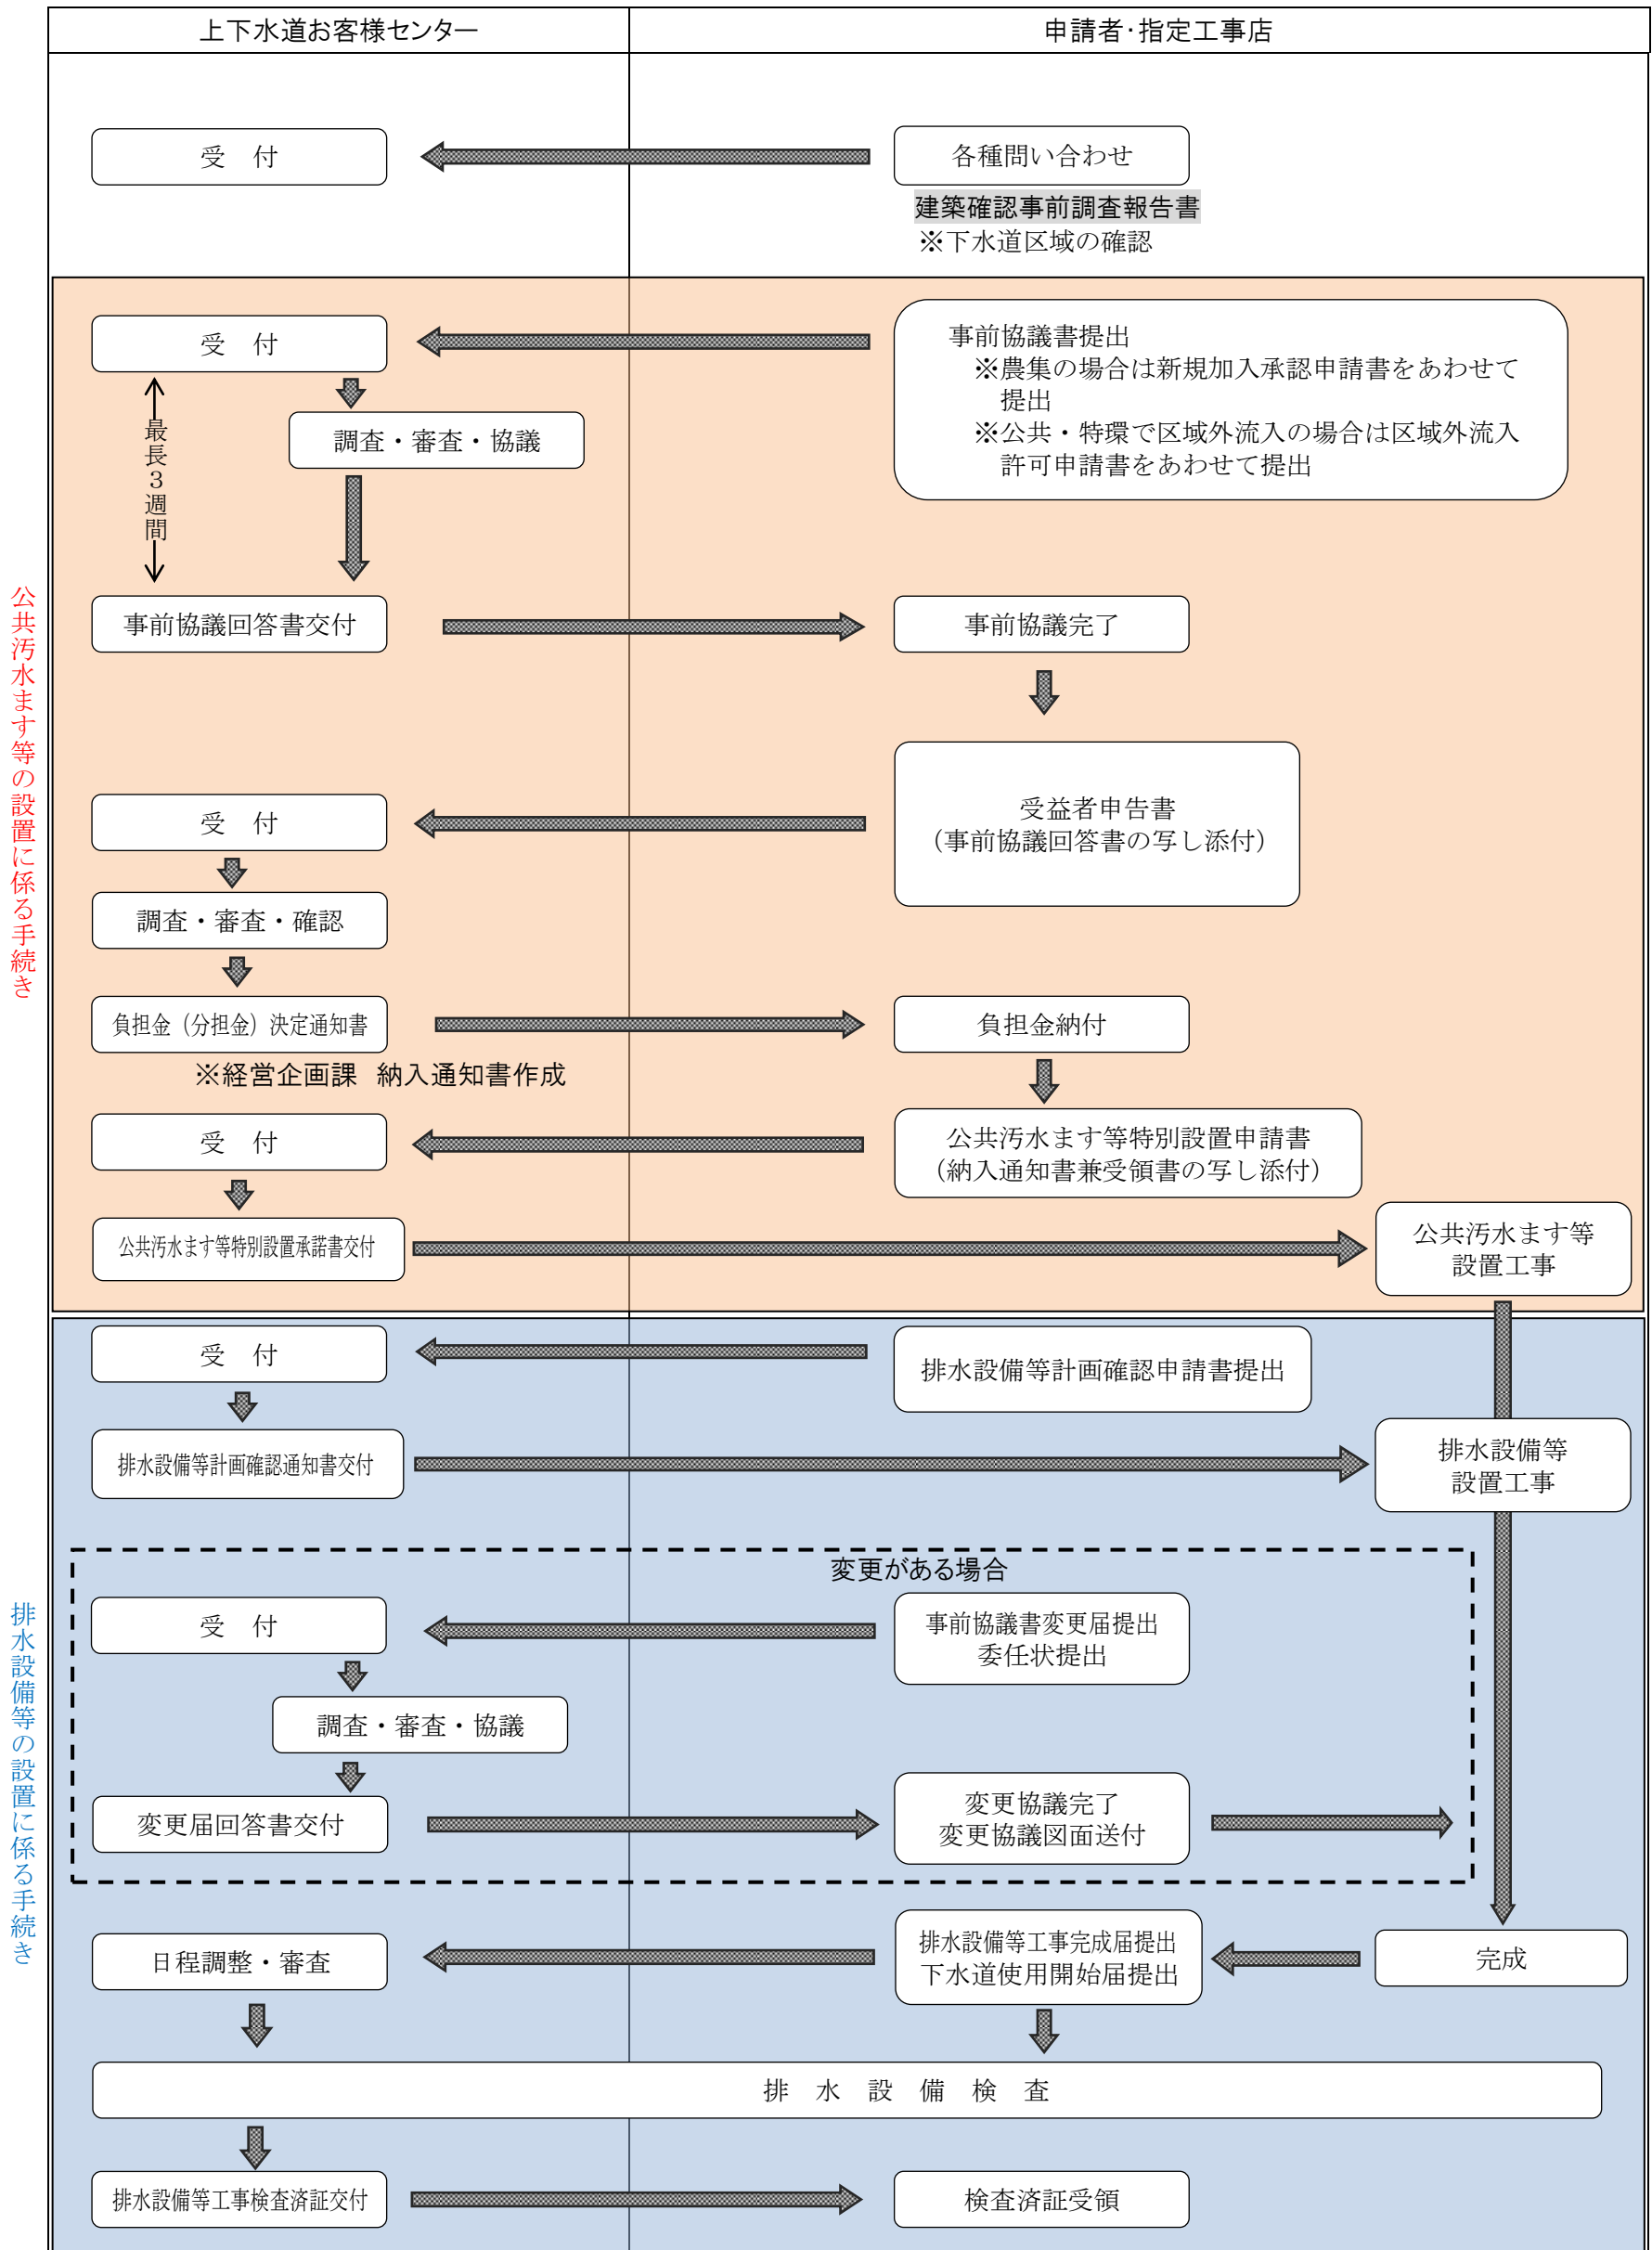 上下水道お客様センター
申請者・指定工事店
受　付
各種問い合わせ
建築確認事前調査報告書
※下水道区域の確認
公共汚水ます等の設置に係る手続き
受　付
事前協議書提出
※農集の場合は新規加入承認申請書をあわせて
提出
※公共・特環で区域外流入の場合は区域外流入
許可申請書をあわせて提出
最長３週間
調査・審査・協議
事前協議回答書交付
事前協議完了
受　付
受益者申告書
（事前協議回答書の写し添付）
調査・審査・確認
負担金（分担金）決定通知書
負担金納付
※経営企画課　納入通知書作成
受　付
公共汚水ます等特別設置申請書
（納入通知書兼受領書の写し添付）
公共汚水ます等特別設置承諾書交付
公共汚水ます等
設置工事
排水設備等の設置に係る手続き
受　付
排水設備等計画確認申請書提出
排水設備等計画確認通知書交付
排水設備等
設置工事
変更がある場合
受　付
事前協議書変更届提出
委任状提出
調査・審査・協議
変更届回答書交付
変更協議完了
変更協議図面送付
日程調整・審査
排水設備等工事完成届提出
下水道使用開始届提出
完成
排　水　設　備　検　査
排水設備等工事検査済証交付
検査済証受領